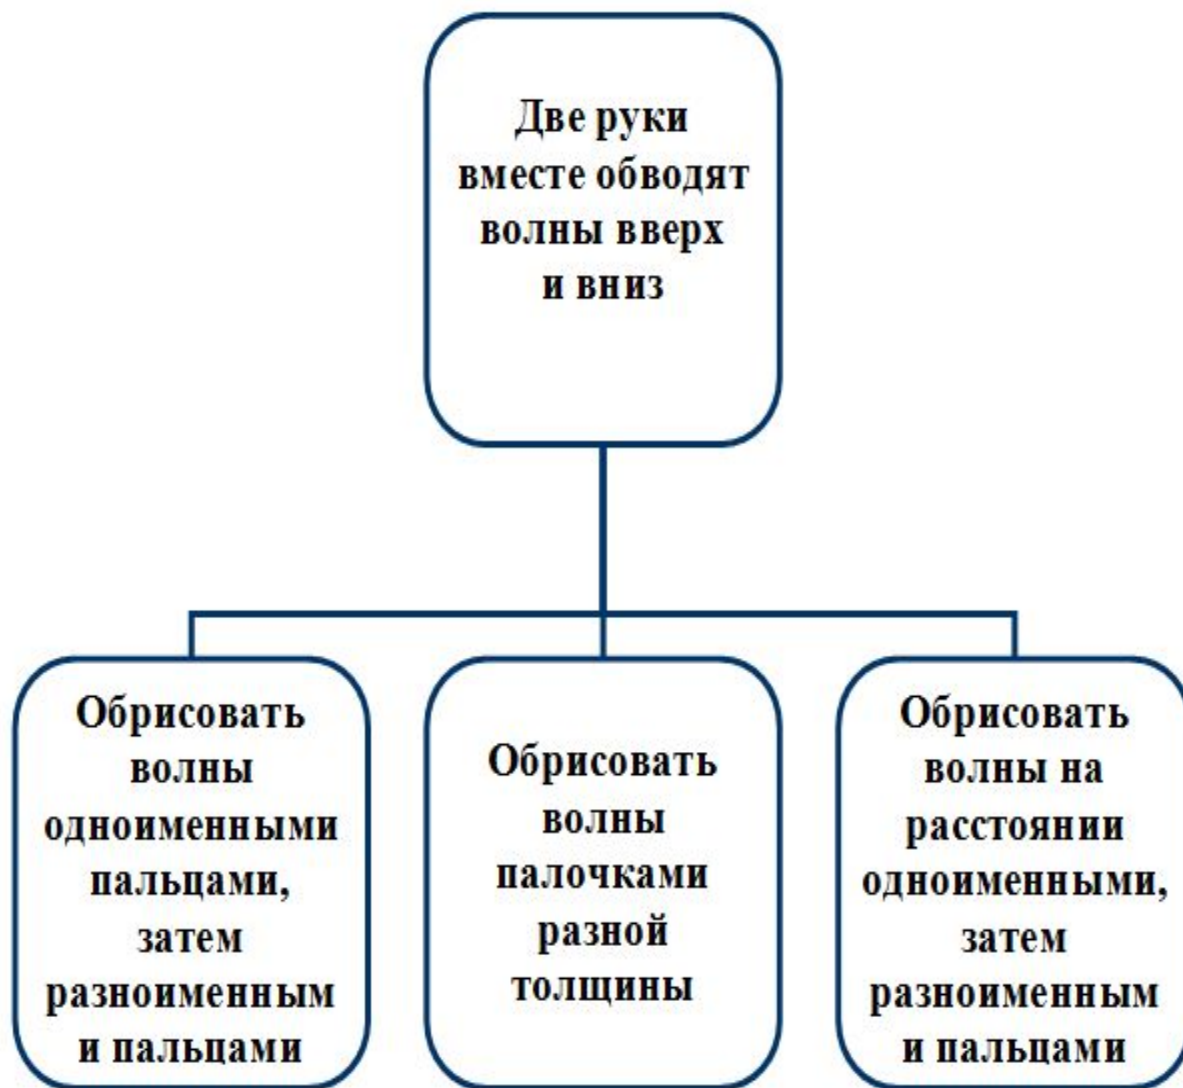 Две руки
вместе обводят
волны вверх
и вниз
Обрисовать
волны
одноименными
пальцами,
затем
разноименным
и пальцами
Обрисовать
волны
палочками
разной
толщины
Обрисовать
волны на
расстоянии
одноименными,
затем
разноименным
и пальцами